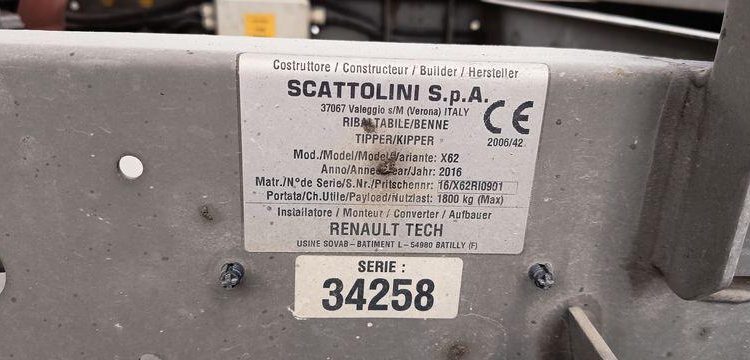 Costruttore / Constructeur / Builder / Hersteller
SCATTOLINI S.p.A.
37067 Valeggio s/M (Verona) ITALY
RIBALTABILE/BENNE
TIPPER/KIPPER
CE
2006/42
Mod./Model/Model/Variante: X62
Anno/Annee/Year/Jahr: 2016
Matr./N.°de Serie/S.Nr./Pritschennr: 16/X62RI0901
Portata/Ch.Utile/Payload/Nutzlast: 1800 kg (Max)
Installatore / Monteur / Converter / Aufbauer
RENAULT TECH
USINE SOVAB- BATIMENT L- 54980 BATILLY (F)
SERIE :
34258